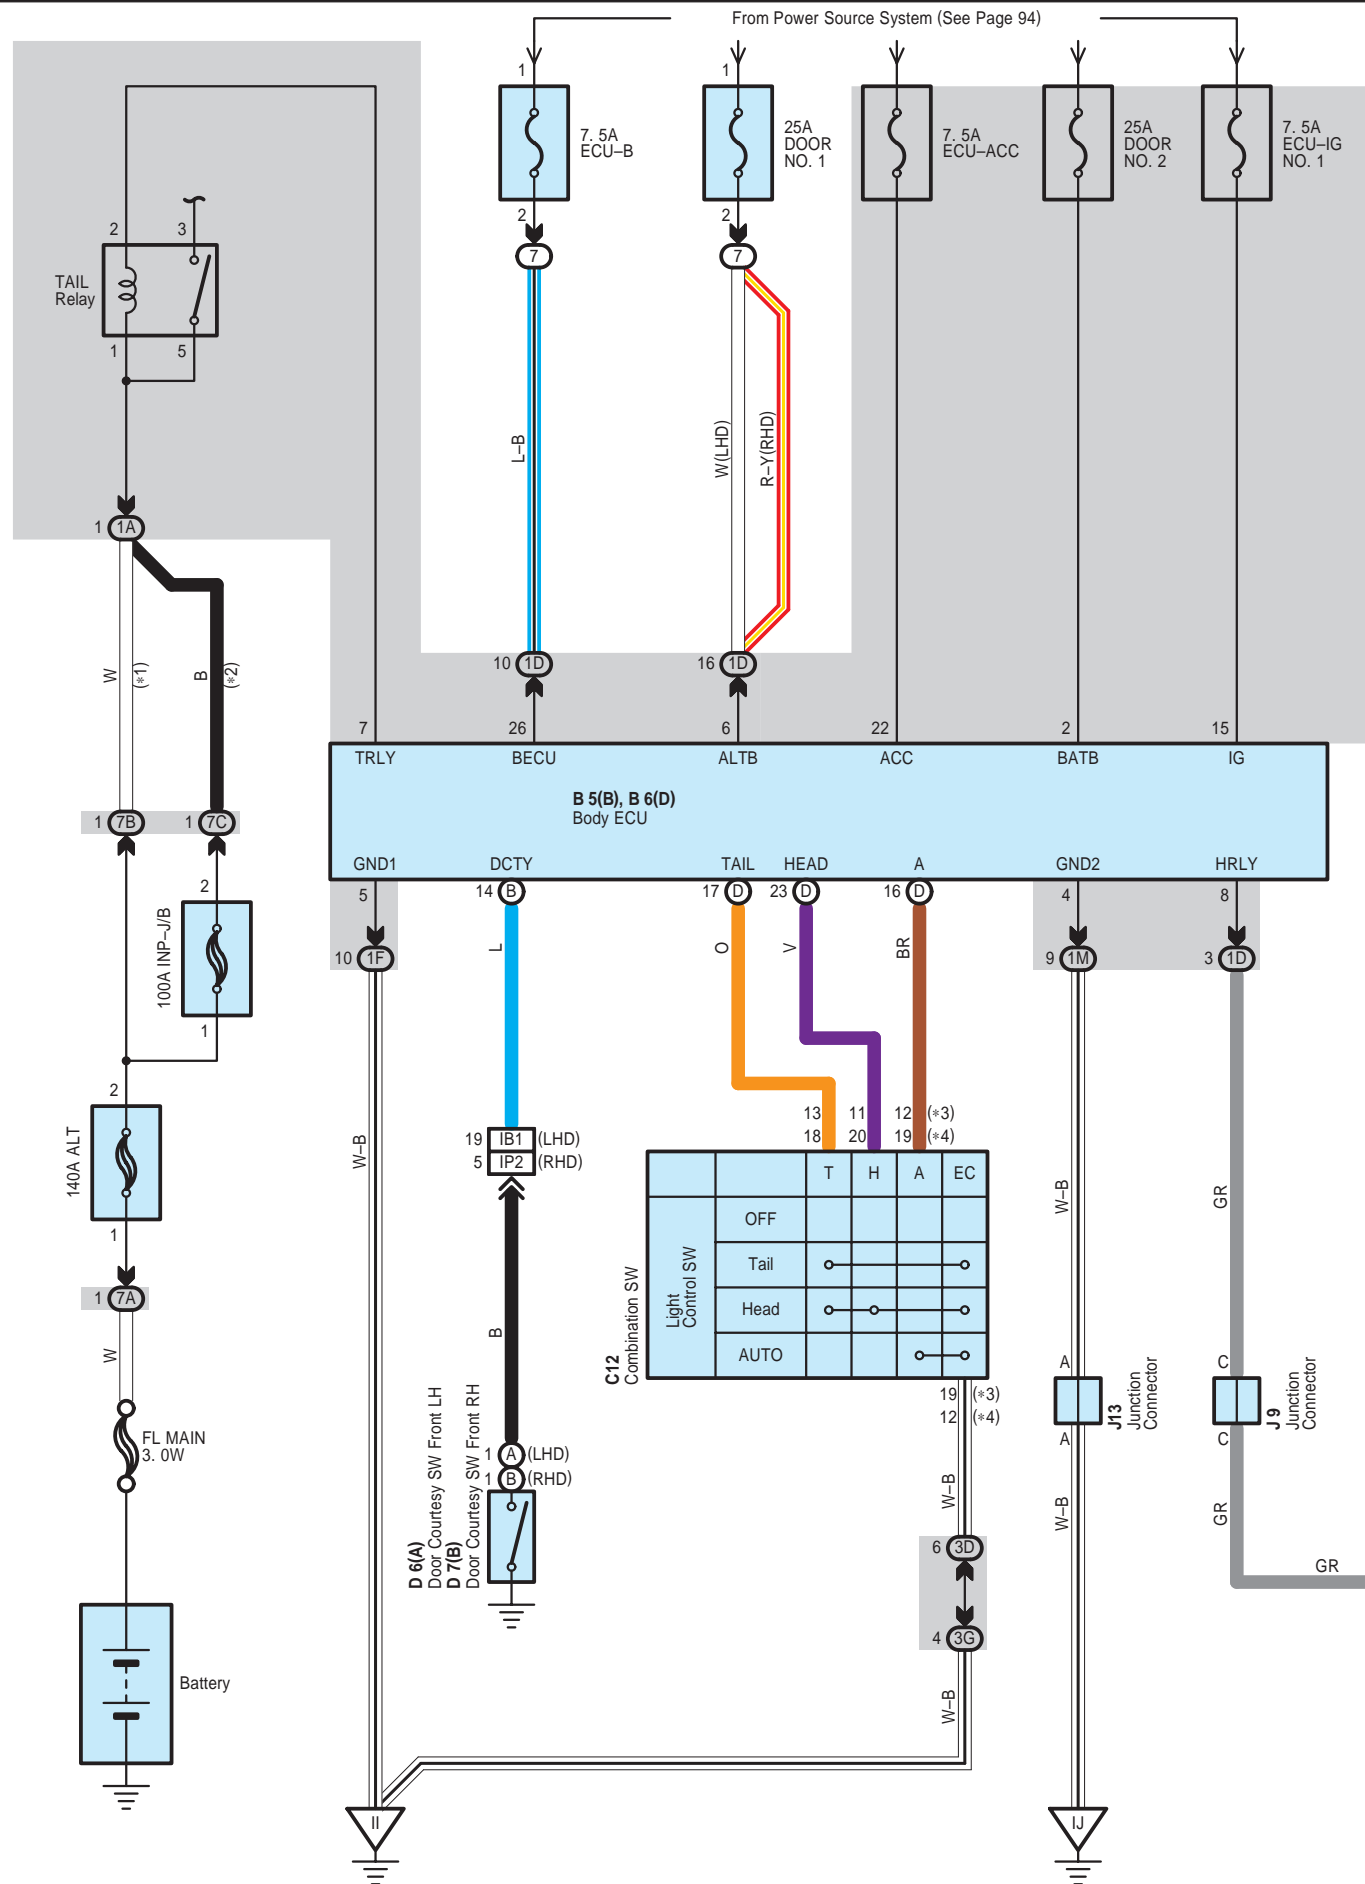 From Power Source System (See Page 94)
1
1
7. 5A
ECU–B
25A
DOOR
NO. 1
7. 5A
ECU–ACC
25A
DOOR
NO. 2
7. 5A
ECU–IG
NO. 1
2
2
7
7
2
3
TAIL
Relay
1
5
L–B
W(LHD)
R–Y(RHD)
1
1A
W
(*1)
B
(*2)
10
1D
16
1D
7
26
6
22
2
15
TRLY
BECU
ALTB
ACC
BATB
IG
B 5(B), B 6(D)
Body ECU
1
7B
1
7C
GND1
DCTY
TAIL
HEAD
A
GND2
HRLY
5
14
B
17
D
23
D
16
D
4
8
2
100A INP–J/B
1
L
O
V
BR
10
1F
9
1M
3
1D
2
140A ALT
1
W–B
19
IB1
(LHD)
5
IP2
(RHD)
13
11
12
(*3)
18
20
19
(*4)
W–B
GR
T
H
A
EC
OFF
Tail
Head
AUTO
Light
Control SW
C12
Combination SW
1
7A
W
B
FL MAIN
3. 0W
19
(*3)
12
(*4)
A
J13
Junction
Connector
A
C
J 9
Junction
Connector
C
1
A
(LHD)
1
B
(RHD)
D 6(A)
Door Courtesy SW Front LH
D 7(B)
Door Courtesy SW Front RH
W–B
W–B
GR
GR
6
3D
4
3G
Battery
W–B
II
IJ